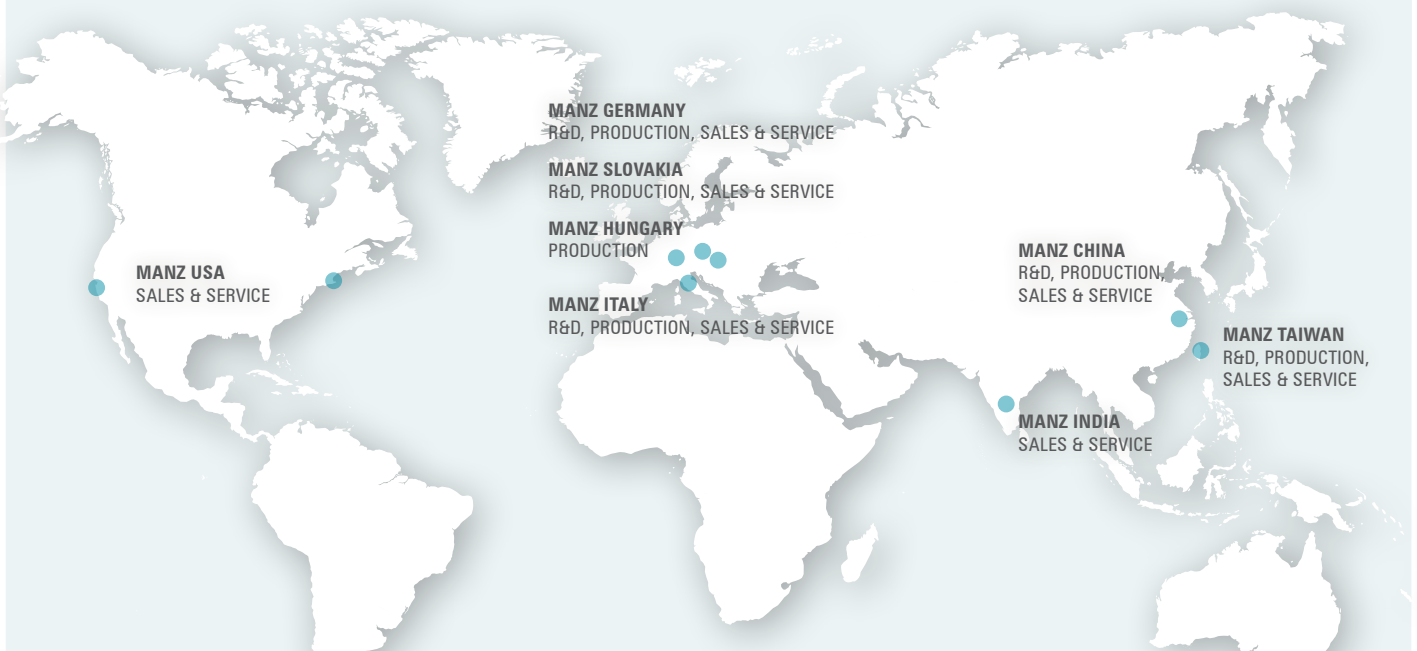 MANZ GERMANY
R&D, PRODUCTION, SALES & SERVICE
MANZ SLOVAKIA
R&D, PRODUCTION, SALES & SERVICE
MANZ HUNGARY
PRODUCTION
MANZ ITALY
R&D, PRODUCTION, SALES & SERVICE
MANZ USA
SALES & SERVICE
MANZ CHINA
R&D, PRODUCTION,
SALES & SERVICE
MANZ TAIWAN
R&D, PRODUCTION,
SALES & SERVICE
MANZ INDIA
SALES & SERVICE